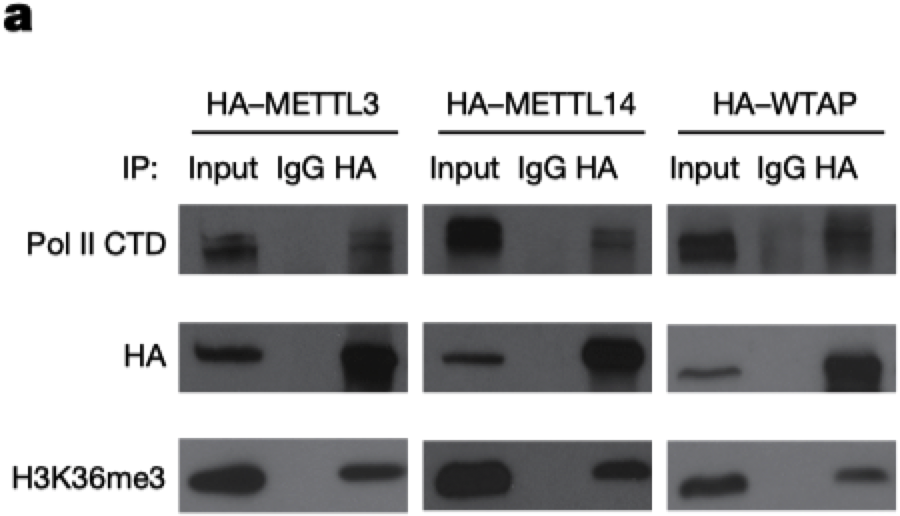 a
HA–METTL3 HA–METTL14 HA–WTAP
IP: Input IgG HA Input IgG HA Input IgG HA
Pol II CTD
HA
H3K36me3